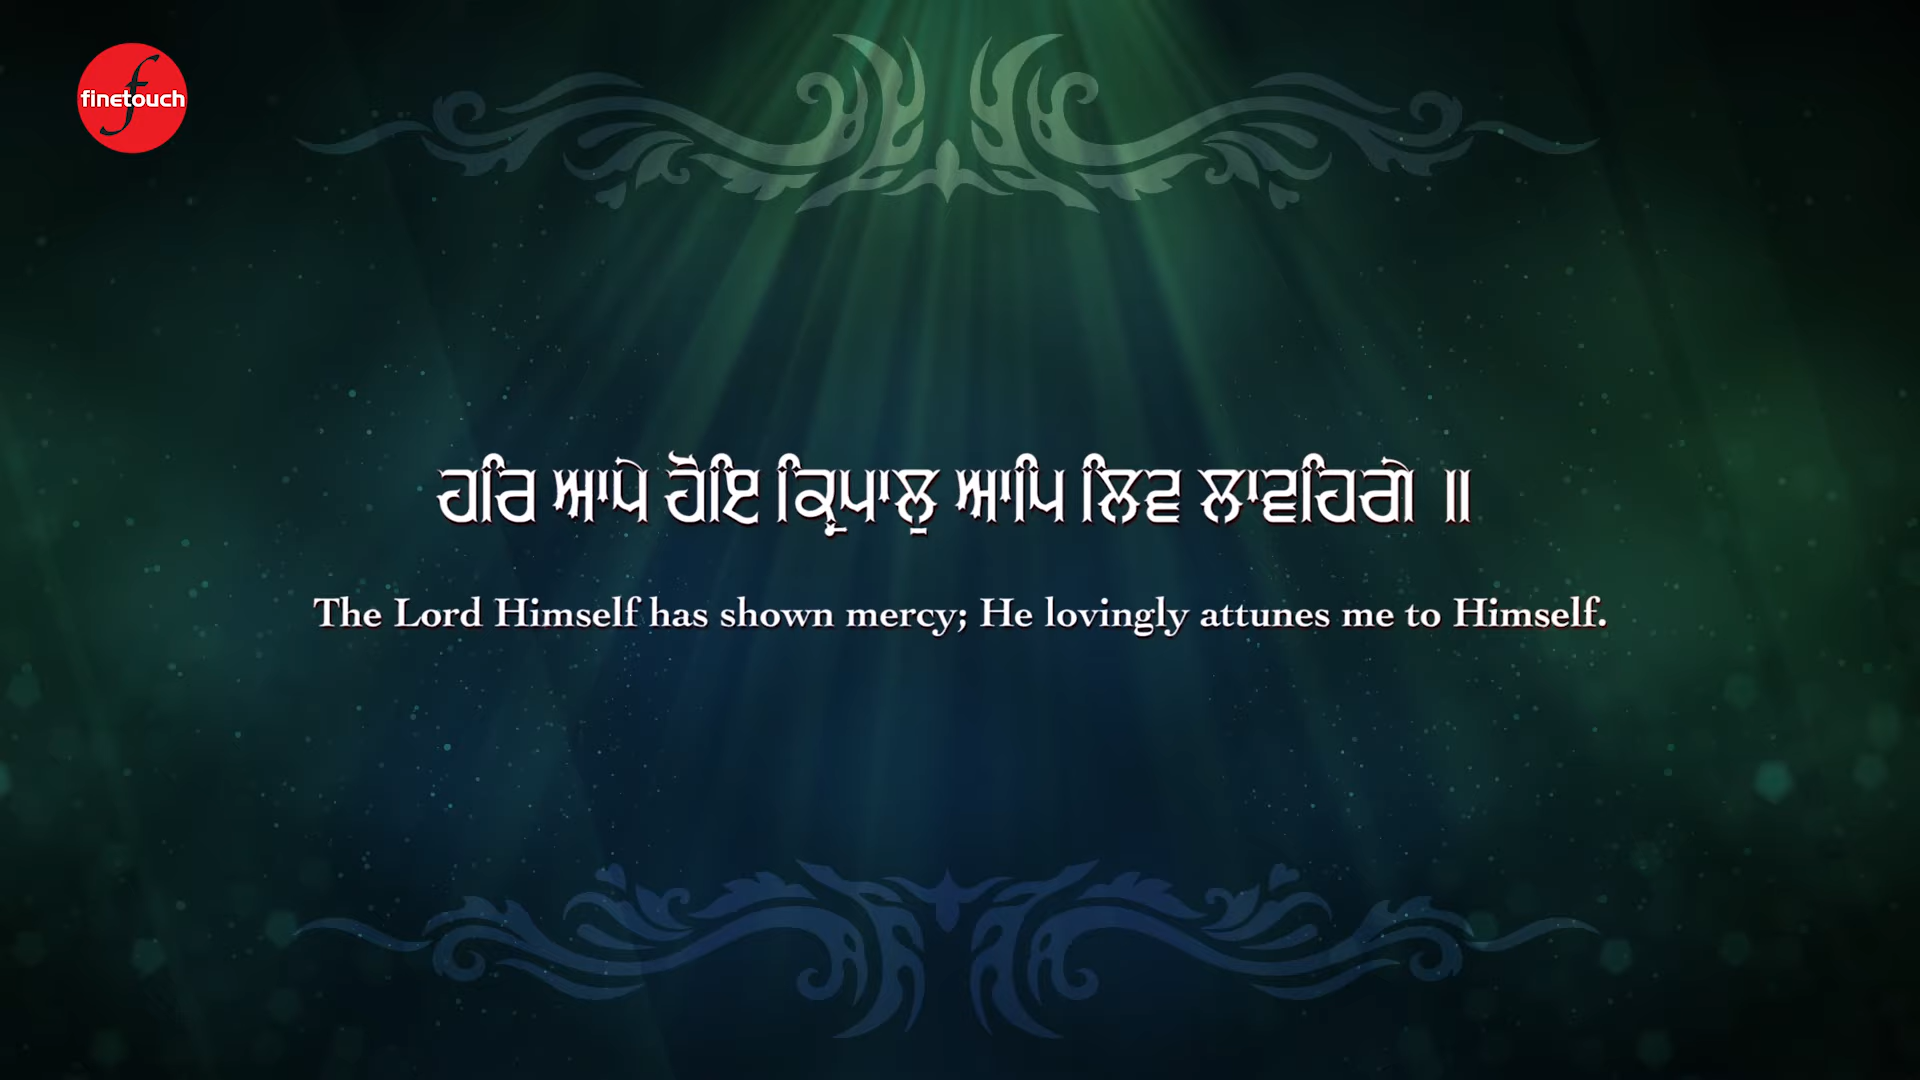 finetouch
ਹਰਿ ਆਪੇ ਹੋਇ ਕ੍ਰਿਪਾਲੁ ਆਪਿ ਲਿਵ ਲਾਵਹਿਗੇ ॥
The Lord Himself has shown mercy; He lovingly attunes me to Himself.